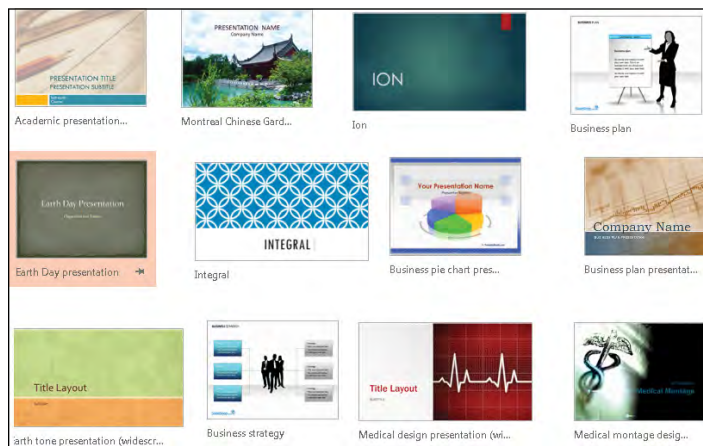 PRESENTATION TITLE
PRESENTATION SUBTITLE
Academic presentation...
PRESENTATION NAME
Company Name
Montreal Chinese Gard...
ION
Ion
Business plan
Earth Day Presentation
Earth Day presentation
INTEGRAL
Integral
Your Presentation Name
Business pie chart pres...
Company Name
Business plan presentat...
Title Layout
arth tone presentation (widescr...
Business strategy
Title Layout
Medical design presentation (wi...
Medical Montage
Medical montage desig...